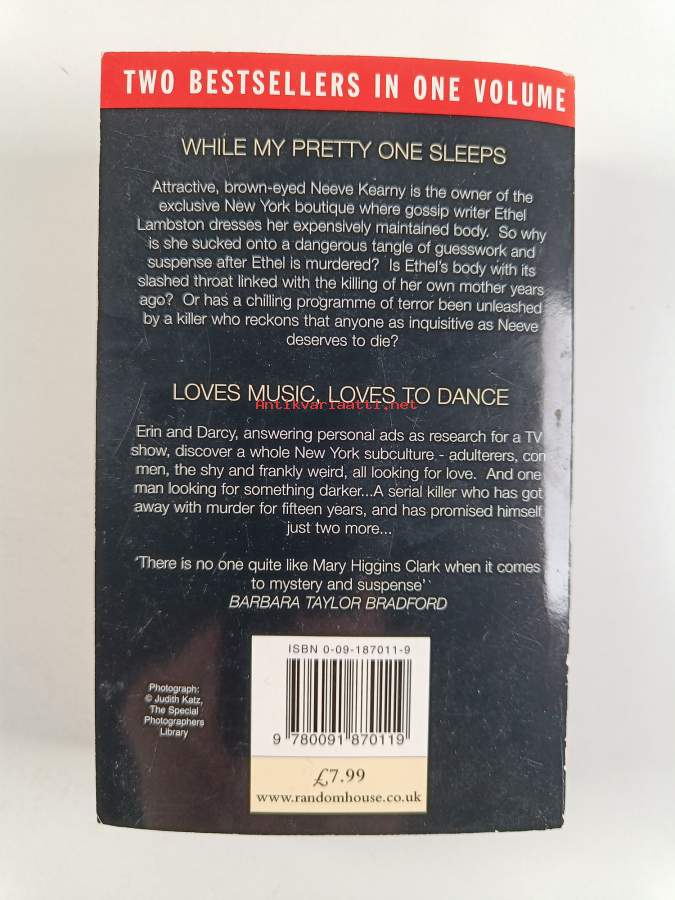 TWO BESTSELLERS IN ONE VOLUME
WHILE MY PRETTY ONE SLEEPS
Attractive, brown-eyed Neeve Kearny is the owner of the
exclusive New York boutique where gossip writer Ethel
Lambston dresses her expensively maintained body. So why
is she sucked onto a dangerous tangle of guesswork and
suspense after Ethel is murdered? Is Ethel's body with its
slashed throat linked with the killing of her own mother years
ago? Or has a chilling programme of terror been unleashed
by a killer who reckons that anyone as inquisitive as Neeve
deserves to die?
LOVES MUSIC, LOVES TO DANCE
Antikvariaatti.net
Erin and Darcy, answering personal ads as research for a TV
show, discover a whole New York subculture - adulterers, con
men, the shy and frankly weird, all looking for love. And one
man looking for something darker...A serial killer who has got
away with murder for fifteen years, and has promised himself
just two more...
'There is no one quite like Mary Higgins Clark when it comes
to mystery and suspense'
BARBARA TAYLOR BRADFORD
ISBN 0-09-187011-9
9 780091 870119
£7.99
www.randomhouse.co.uk
Photograph:
© Judith Katz,
The Special
Photographers
Library